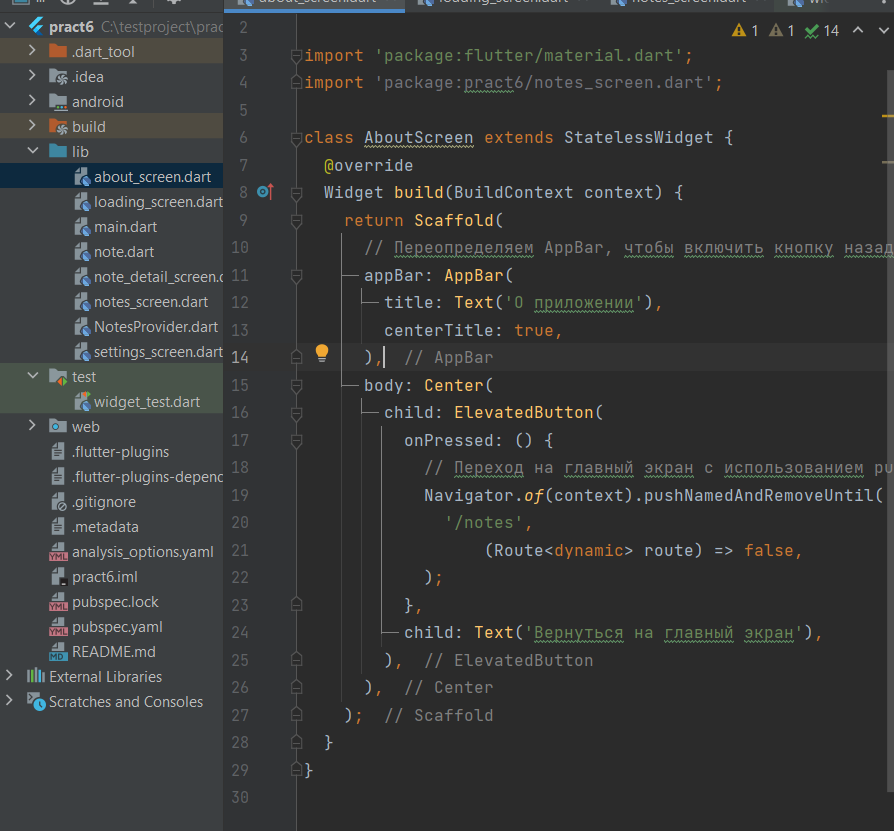 about_screen.dart
loading_screen.dart
notes_screen.dart
pract6 C:\testproject\prac
.dart_tool
.idea
android
build
lib
about_screen.dart
loading_screen.dart
main.dart
note.dart
note_detail_screen.c
notes_screen.dart
NotesProvider.dart
settings_screen.dart
test
widget_test.dart
web
.flutter-plugins
.flutter-plugins-depend
.gitignore
.metadata
analysis_options.yaml
pract6.iml
pubspec.lock
pubspec.yaml
README.md
External Libraries
Scratches and Consoles
1 1 14
2
3 import 'package:flutter/material.dart';
4 import 'package:pract6/notes_screen.dart';
5
6 class AboutScreen extends StatelessWidget {
7 @override
8 Widget build(BuildContext context) {
9 return Scaffold(
10 // Переопределяем AppBar, чтобы включить кнопку назад
11 appBar: AppBar(
12 title: Text('О приложении'),
13 centerTitle: true,
14 ), // AppBar
15 body: Center(
16 child: ElevatedButton(
17 onPressed: () {
18 // Переход на главный экран с использованием pu
19 Navigator.of(context).pushNamedAndRemoveUntil(
20 '/notes',
21 (Route<dynamic> route) => false,
22 );
23 },
24 child: Text('Вернуться на главный экран'),
25 ), // ElevatedButton
26 ), // Center
27 ); // Scaffold
28 }
29 }
30